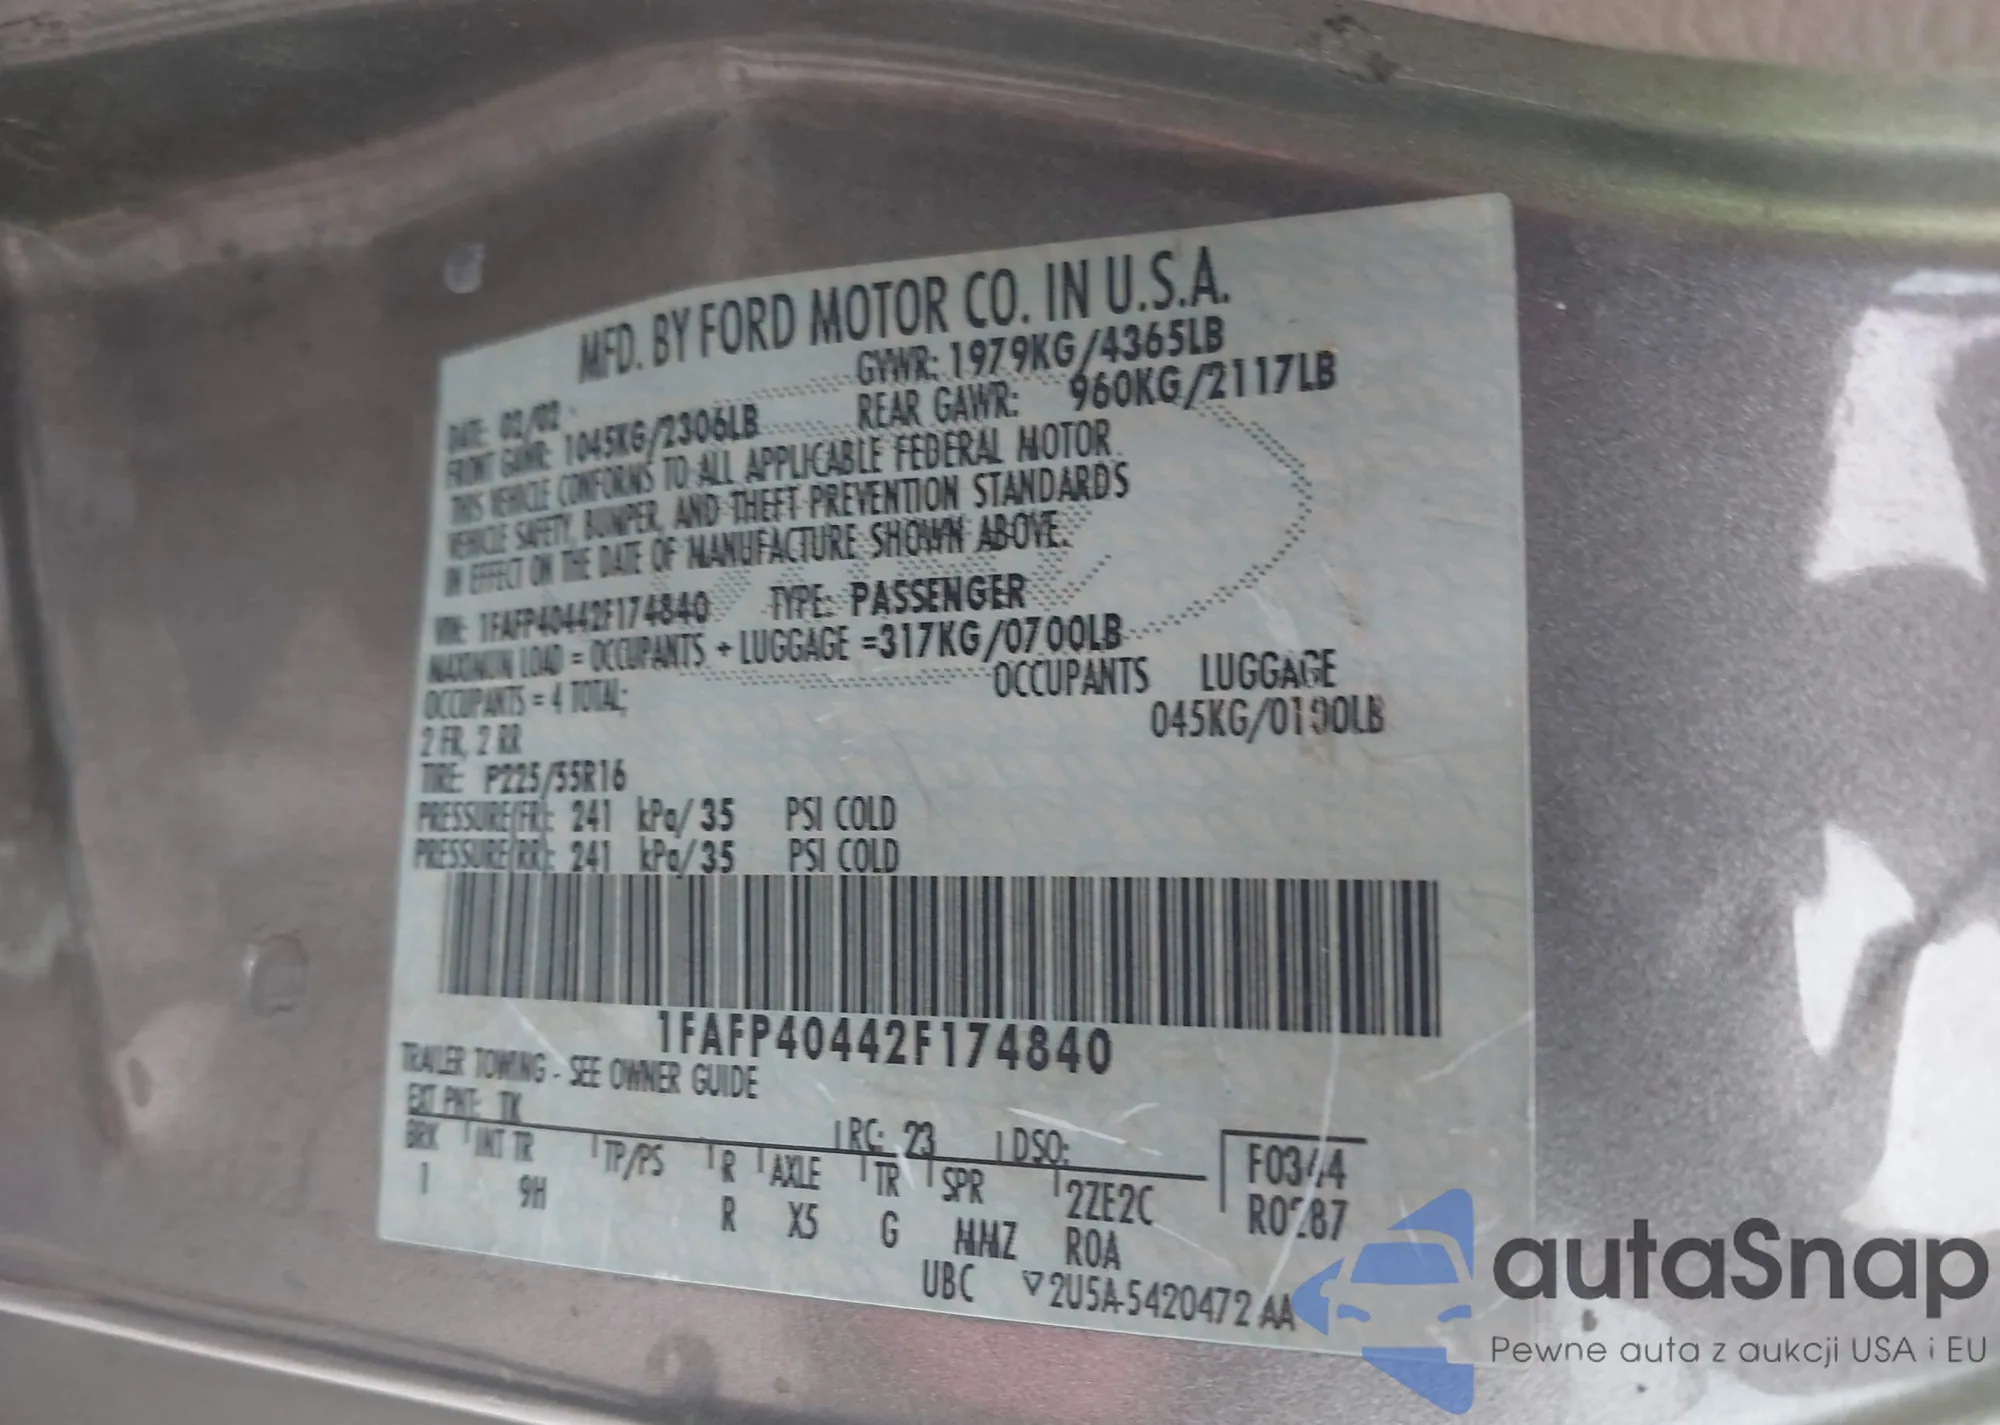 MFD. BY FORD MOTOR CO. IN U.S.A.
DATE: 02/02 GVWR: 1979KG/4365LB
FRONT GAWR: 1045KG/2306LB REAR GAWR: 960KG/2117LB
THIS VEHICLE CONFORMS TO ALL APPLICABLE FEDERAL MOTOR
VEHICLE SAFETY, BUMPER, AND THEFT PREVENTION STANDARDS
IN EFFECT ON THE DATE OF MANUFACTURE SHOWN ABOVE.
VIN: 1FAFP40442F174840 TYPE: PASSENGER
MAXIMUM LOAD = OCCUPANTS + LUGGAGE =317KG/0700LB
OCCUPANTS = 4 TOTAL; OCCUPANTS LUGGAGE
2 FR, 2 RR 045KG/0100LB
TIRE: P225/55R16
PRESSURE(FR): 241 kPa/35 PSI COLD
PRESSURE(RR): 241 kPa/35 PSI COLD
1FAFP40442F174840
TRAILER TOWING - SEE OWNER GUIDE
EXT PNT: TK RC: 23 DSO: F0344
BRK INT TR TP/PS R AXLE TR SPR 2ZE2C
1 9H R X5 G MMZ ROA
UBC ▽2U5A-5420472 AA
autaSnap
Pewne auta z aukcji USA i EU